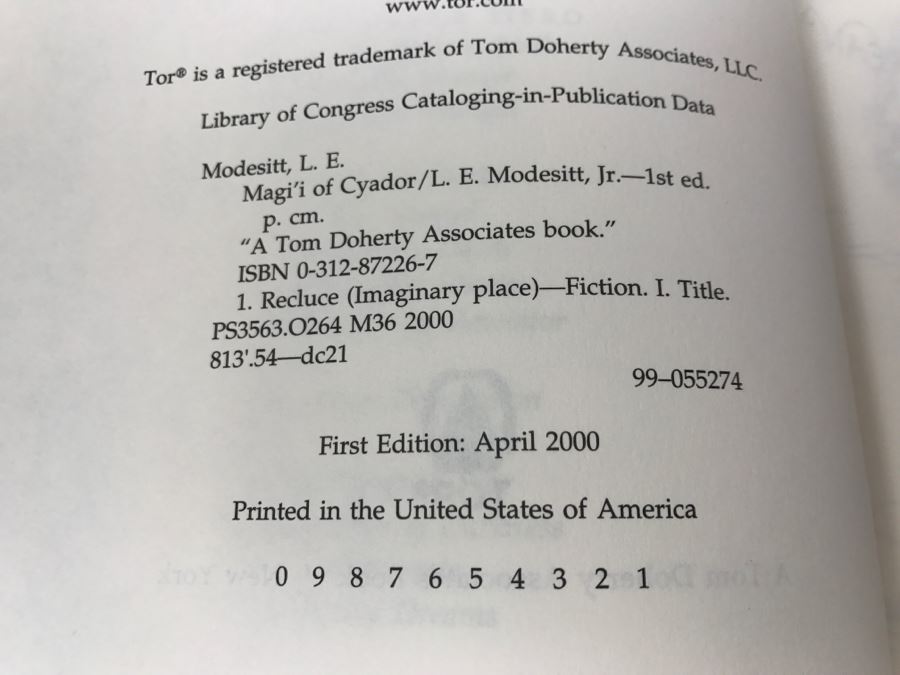 www.tor.com
Tor® is a registered trademark of Tom Doherty Associates, LLC.
Library of Congress Cataloging-in-Publication Data
Modesitt, L. E.
Magi'i of Cyador/L. E. Modesitt, Jr.—1st ed.
p. cm.
"A Tom Doherty Associates book."
ISBN 0-312-87226-7
1. Recluce (Imaginary place)—Fiction. I. Title.
PS3563.O264 M36 2000
813'.54—dc21
99–055274
First Edition: April 2000
Printed in the United States of America
0 9 8 7 6 5 4 3 2 1